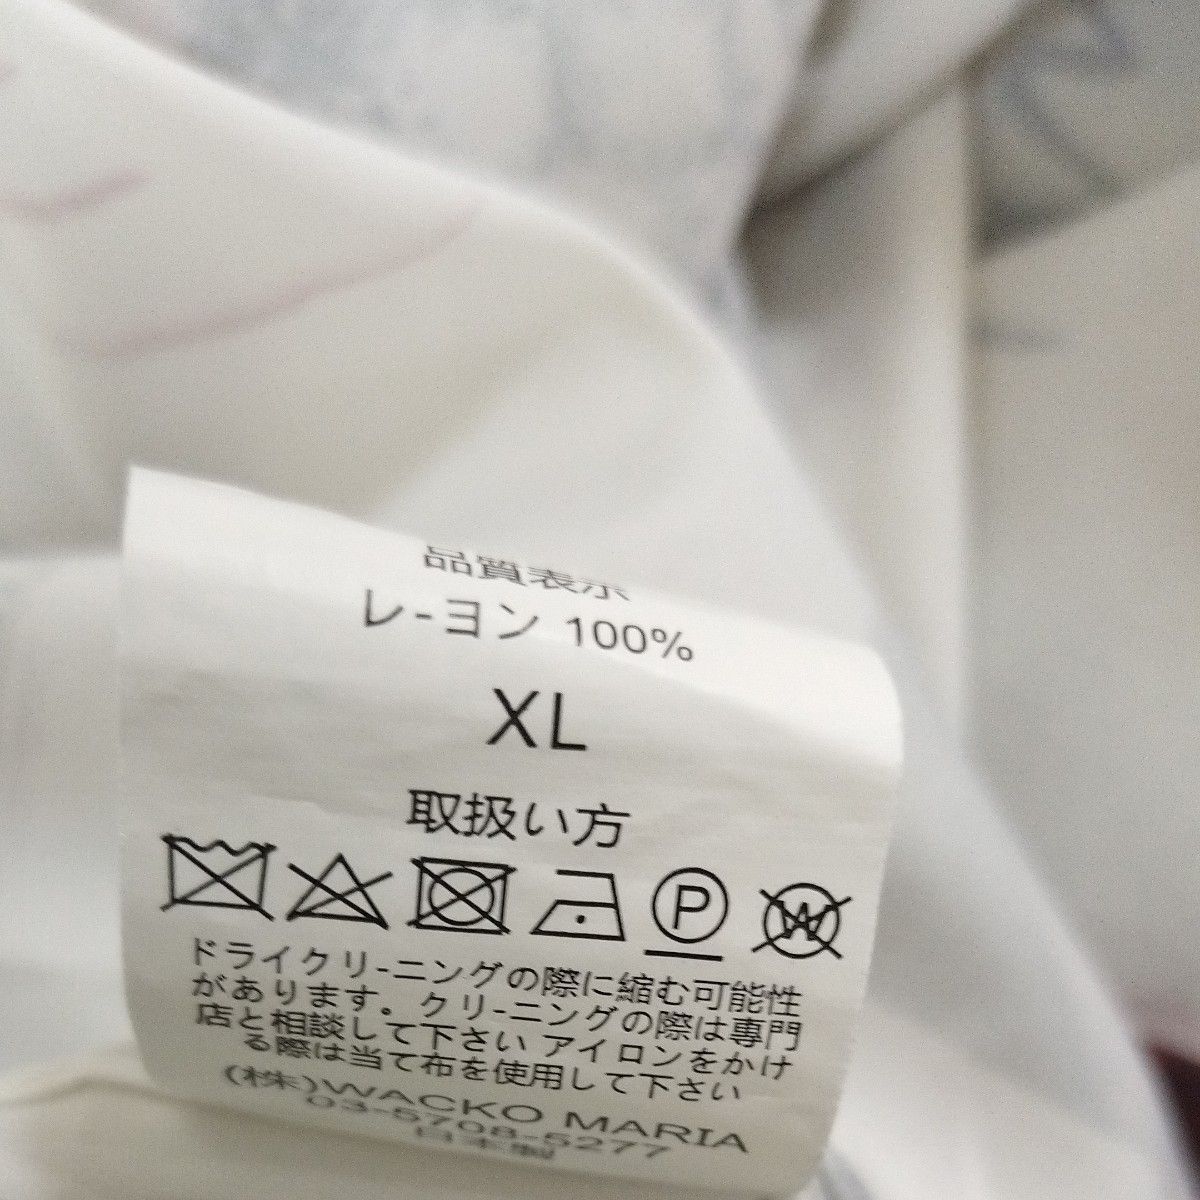 品質表示
レ-ヨン 100%
XL
取扱い方
P W
ドライクリ-ニングの際に縮む可能性
があります。クリ-ニングの際は専門
店と相談して下さい アイロンをかけ
る際は当て布を使用して下さい
(株)WACKO MARIA
03-5708-5277
日本製